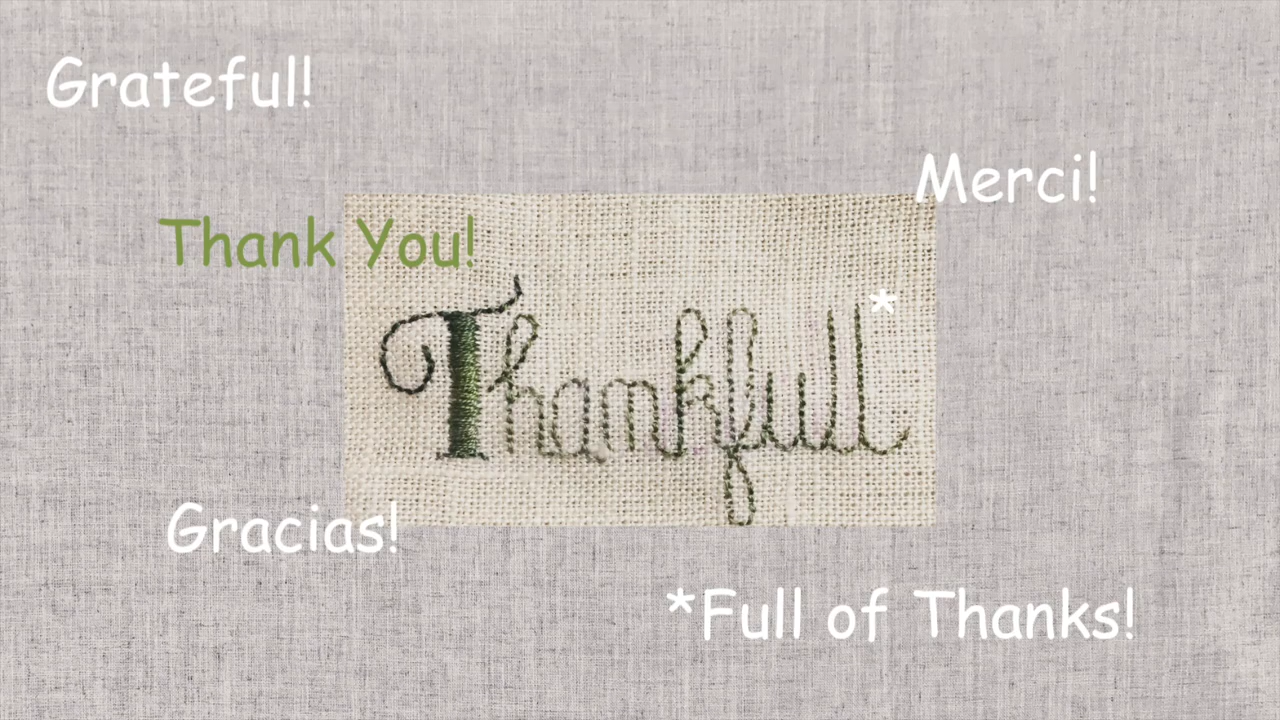 Grateful!
Merci!
Thank You!
Thankfull*
Gracias!
*Full of Thanks!